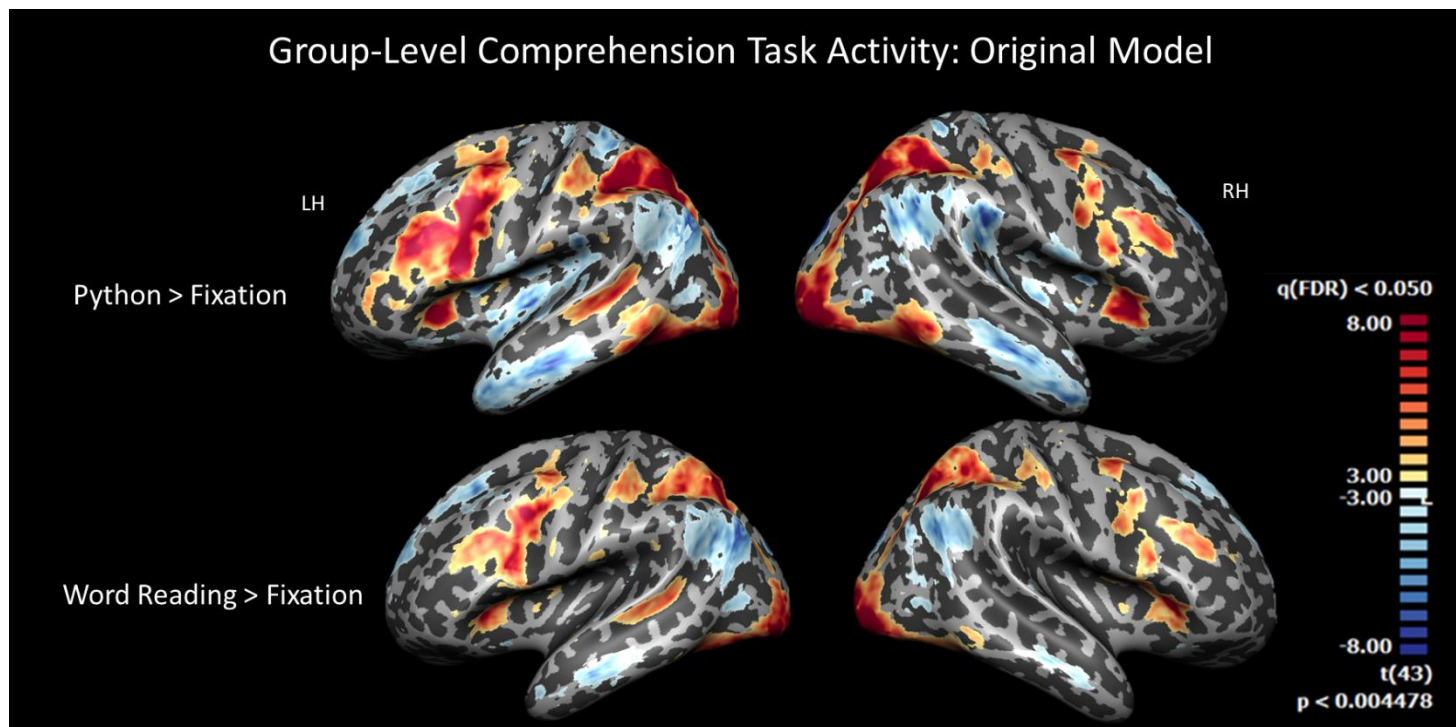 Group-Level Comprehension Task Activity: Original Model
LH
RH
Python > Fixation
q(FDR) < 0.050
8.00
3.00
-3.00
Word Reading > Fixation
-8.00
t(43)
p < 0.004478